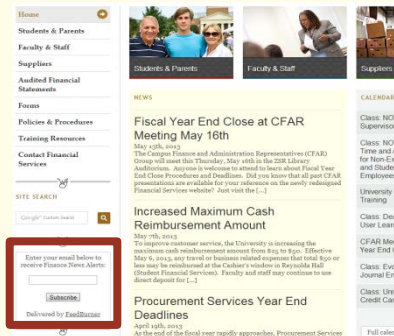 Home
Students & Parents
Faculty & Staff
Suppliers
Audited Financial
Statements
Forms
Policies & Procedures
Training Resources
Contact Financial
Services
SITE SEARCH
Google™ Custom Search
Enter your email below to
receive Finance News Alerts:
Subscribe
Delivered by FeedBurner
Students & Parents
Faculty & Staff
Suppliers
NEWS
Fiscal Year End Close at CFAR
Meeting May 16th
May 13th, 2013
The Campus Finance and Administration Representatives (CFAR)
Group will meet this Thursday, May 16th in the ZSR Library
Auditorium. Anyone is welcome to attend to learn about Fiscal Year
End Close Procedures and Deadlines. Did you know that all past CFAR
presentations are available for your reference on the newly redesigned
Financial Services website? Just visit the [...]
Increased Maximum Cash
Reimbursement Amount
May 7th, 2013
To improve customer service, the University is increasing the
maximum cash reimbursement amount from $25 to $50. Effective
May 6, 2013, any travel or business related expenses that total $50 or
less may be reimbursed at the Cashier's window in Reynolda Hall
(Student Financial Services). Faculty and staff may continue to use
direct deposit for [...]
Procurement Services Year End
Deadlines
April 19th, 2013
As the end of the fiscal year rapidly approaches, Procurement Services
CALENDAR
Class: NO
Supervisor
Class: NO
Time and A
for Non-Ex
and Stude
Employees
University
Training
Class: Dea
User Learn
CFAR Mee
Year End C
Class: Eve
Journal En
Class: Uni
Credit Car
Full calen